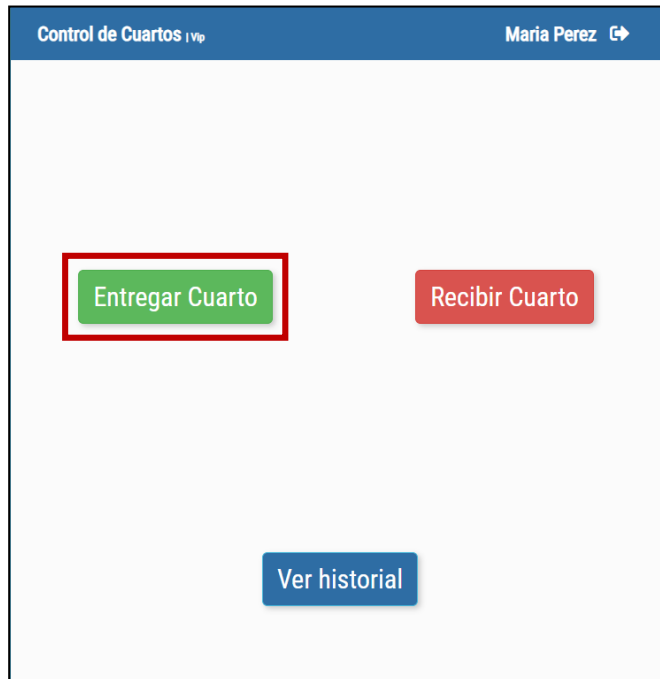 Control de Cuartos | Vip
Maria Perez
Entregar Cuarto
Recibir Cuarto
Ver historial